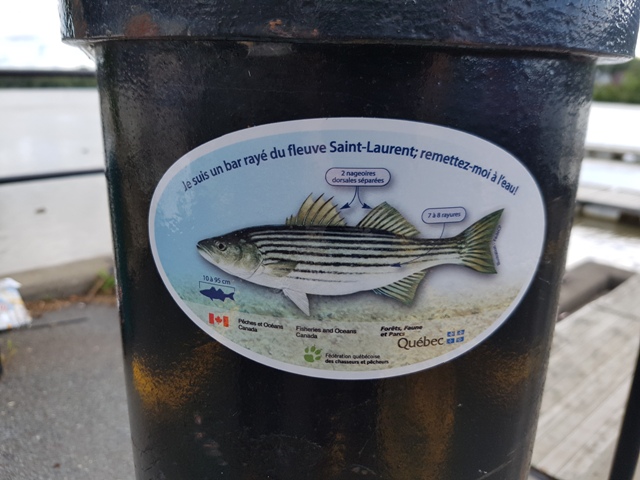 Je suis un bar rayé du fleuve Saint-Laurent; remettez-moi à l'eau!
2 nageoires
dorsales séparées
7 à 8 rayures
10 à 95 cm
Pêches et Océans
Canada
Fisheries and Oceans
Canada
Forêts, Faune
et Parcs
Québec
Fédération québécoise
des chasseurs et pêcheurs